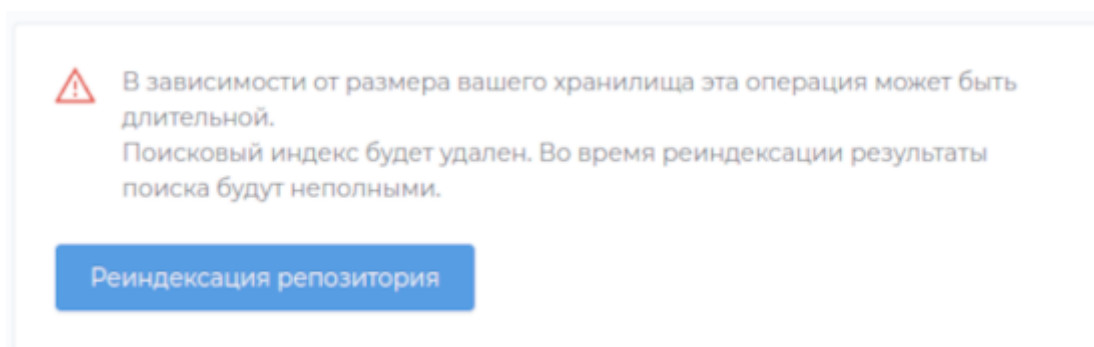 В зависимости от размера вашего хранилища эта операция может быть
длительной.
Поисковый индекс будет удален. Во время реиндексации результаты
поиска будут неполными.
Реиндексация репозитория